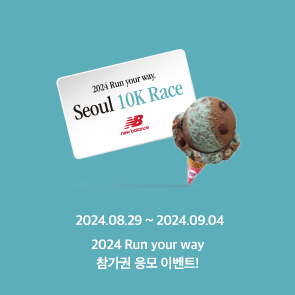 2024 Run your way.
Seoul 10K Race
NB
new balance
2024.08.29 ~ 2024.09.04
2024 Run your way
참가권 응모 이벤트!